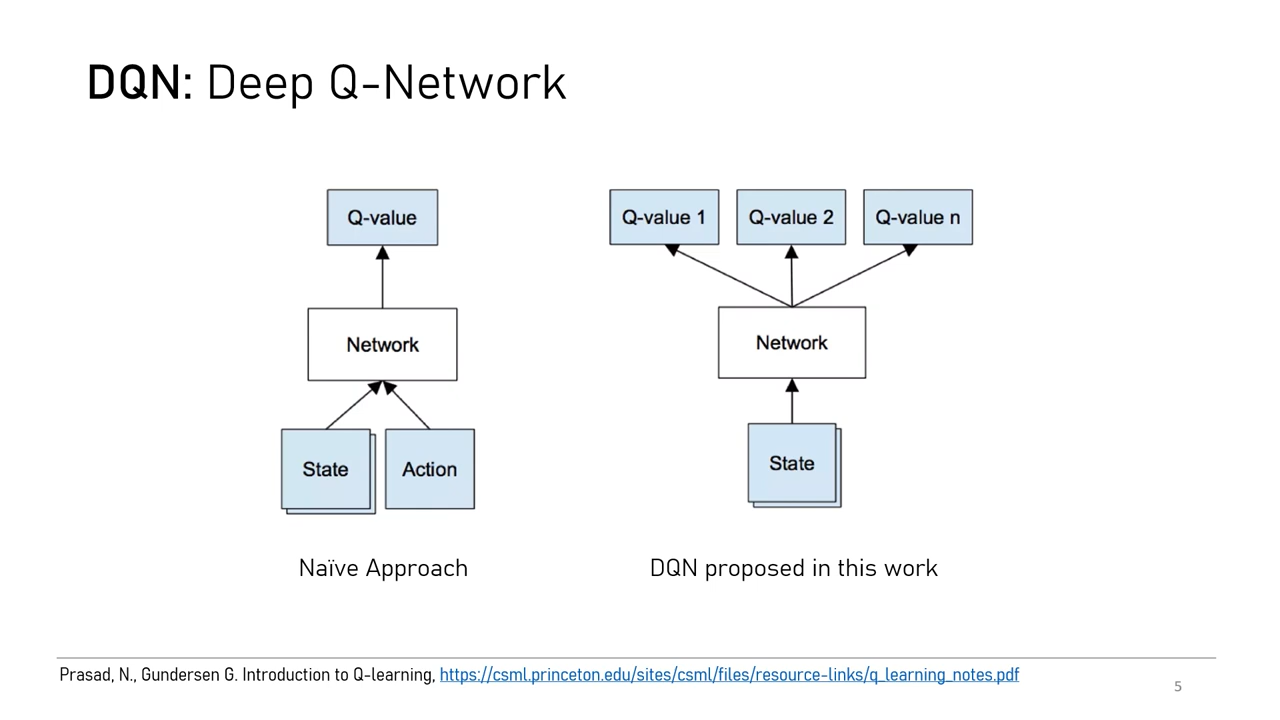 DQN: Deep Q-Network
Q-value
Network
State
Action
Naïve Approach
Q-value 1
Q-value 2
Q-value n
Network
State
DQN proposed in this work
Prasad, N., Gundersen G. Introduction to Q-learning, https://csml.princeton.edu/sites/csml/files/resource-links/q_learning_notes.pdf
5